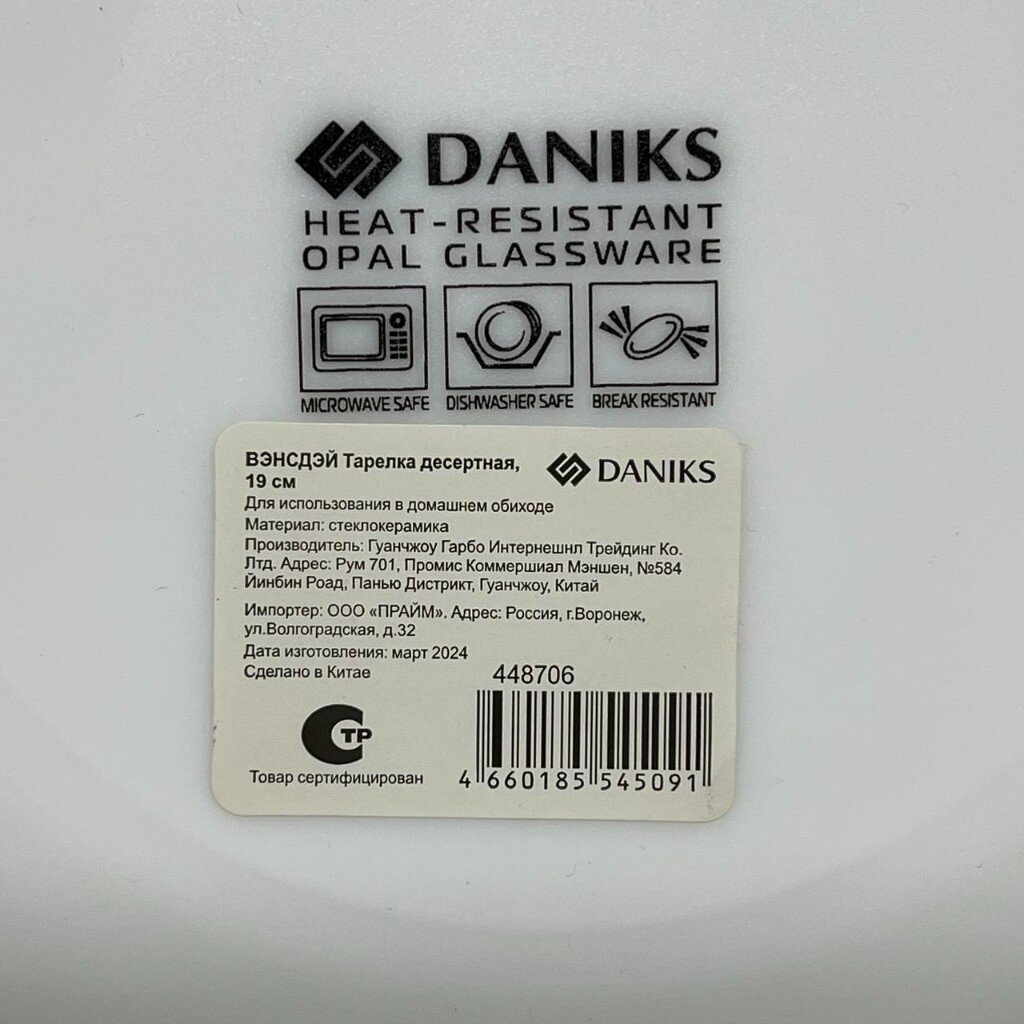 DANIKS
HEAT-RESISTANT
OPAL GLASSWARE
MICROWAVE SAFE DISHWASHER SAFE BREAK RESISTANT
ВЭНСДЭЙ Тарелка десертная,
19 см
DANIKS
Для использования в домашнем обиходе
Материал: стеклокерамика
Производитель: Гуанчжоу Гарбо Интернешнл Трейдинг Ко.
Лтд. Адрес: Рум 701, Промис Коммершиал Мэншен, №584
Йинбин Роад, Панью Дистрикт, Гуанчжоу, Китай
Импортер: ООО «ПРАЙМ». Адрес: Россия, г.Воронеж,
ул.Волгоградская, д.32
Дата изготовления: март 2024
Сделано в Китае
448706
СТР
Товар сертифицирован
4 660185 545091